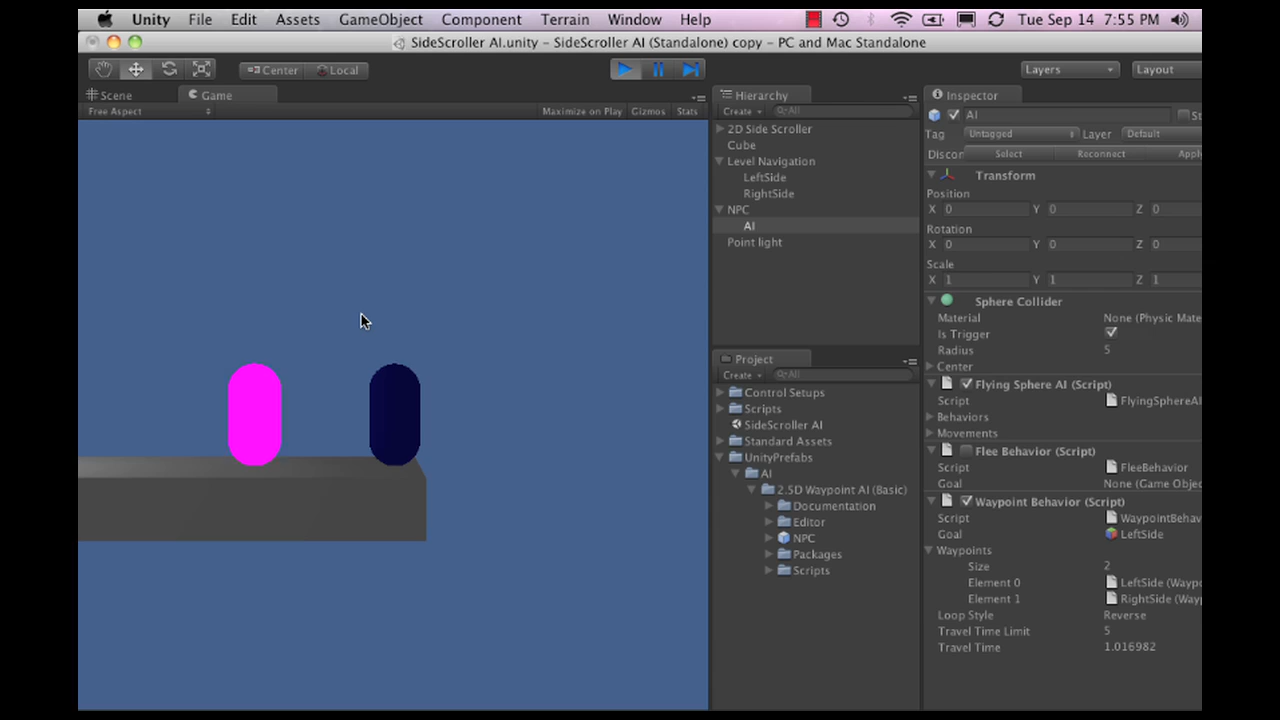 Unity File Edit Assets GameObject Component Terrain Window Help Tue Sep 14 7:55 PM
SideScroller AI.unity – SideScroller AI (Standalone) copy – PC and Mac Standalone
Center Local Layers Layout
Scene Game
Free Aspect Maximize on Play Gizmos Stats
Hierarchy
Create All
2D Side Scroller
Cube
Level Navigation
LeftSide
RightSide
NPC
AI
Point light
Project
Create All
Control Setups
Scripts
SideScroller AI
Standard Assets
UnityPrefabs
AI
2.5D Waypoint AI (Basic)
Documentation
Editor
NPC
Packages
Scripts
Inspector
AI St
Tag Untagged Layer Default
Discor Select Reconnect Apply
Transform
Position
X 0 Y 0 Z 0
Rotation
X 0 Y 0 Z 0
Scale
X 1 Y 1 Z 1
Sphere Collider
Material None (Physic Mate
Is Trigger
Radius 5
Center
Flying Sphere AI (Script)
Script FlyingSphereAI
Behaviors
Movements
Flee Behavior (Script)
Script FleeBehavior
Goal None (Game Objec
Waypoint Behavior (Script)
Script WaypointBehav
Goal LeftSide
Waypoints
Size 2
Element 0 LeftSide (Waypo
Element 1 RightSide (Way
Loop Style Reverse
Travel Time Limit 5
Travel Time 1.016982